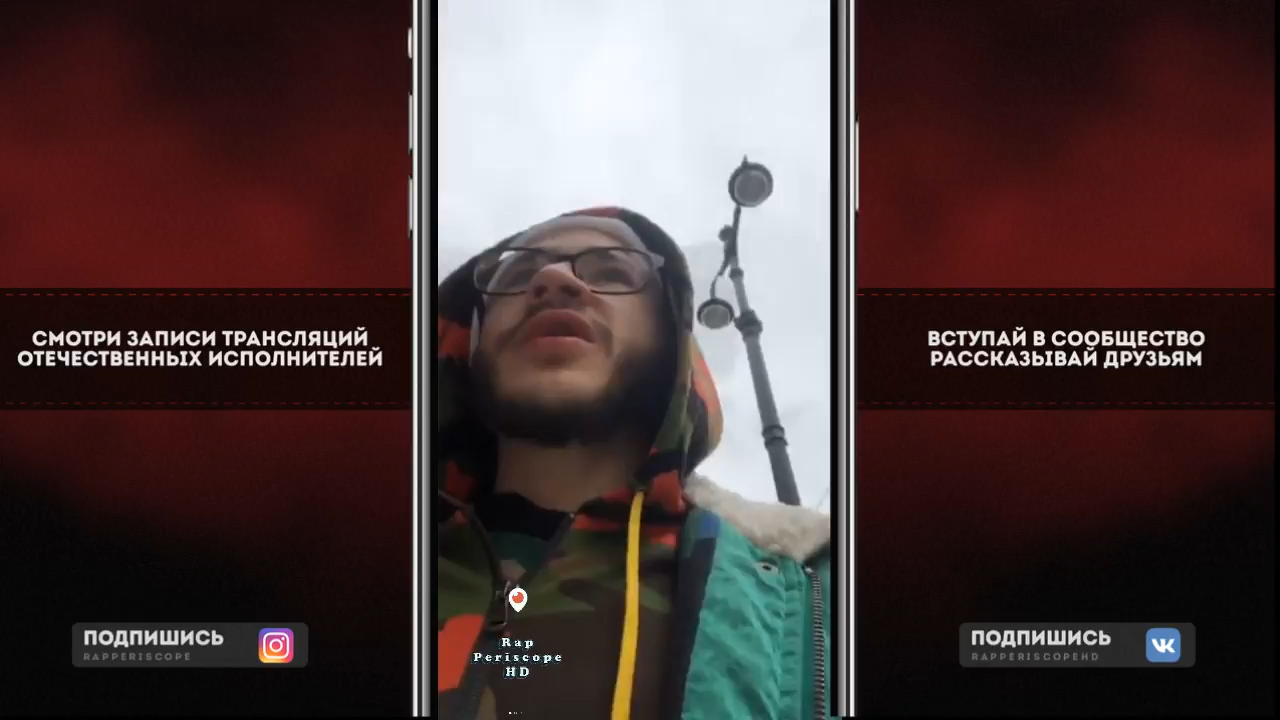 СМОТРИ ЗАПИСИ ТРАНСЛЯЦИЙ
ОТЕЧЕСТВЕННЫХ ИСПОЛНИТЕЛЕЙ
ПОДПИШИСЬ
RAPPERISCOPE
Rap
Periscope
HD
ВСТУПАЙ В СООБЩЕСТВО
РАССКАЗЫВАЙ ДРУЗЬЯМ
ПОДПИШИСЬ
RAPPERISCOPEHD